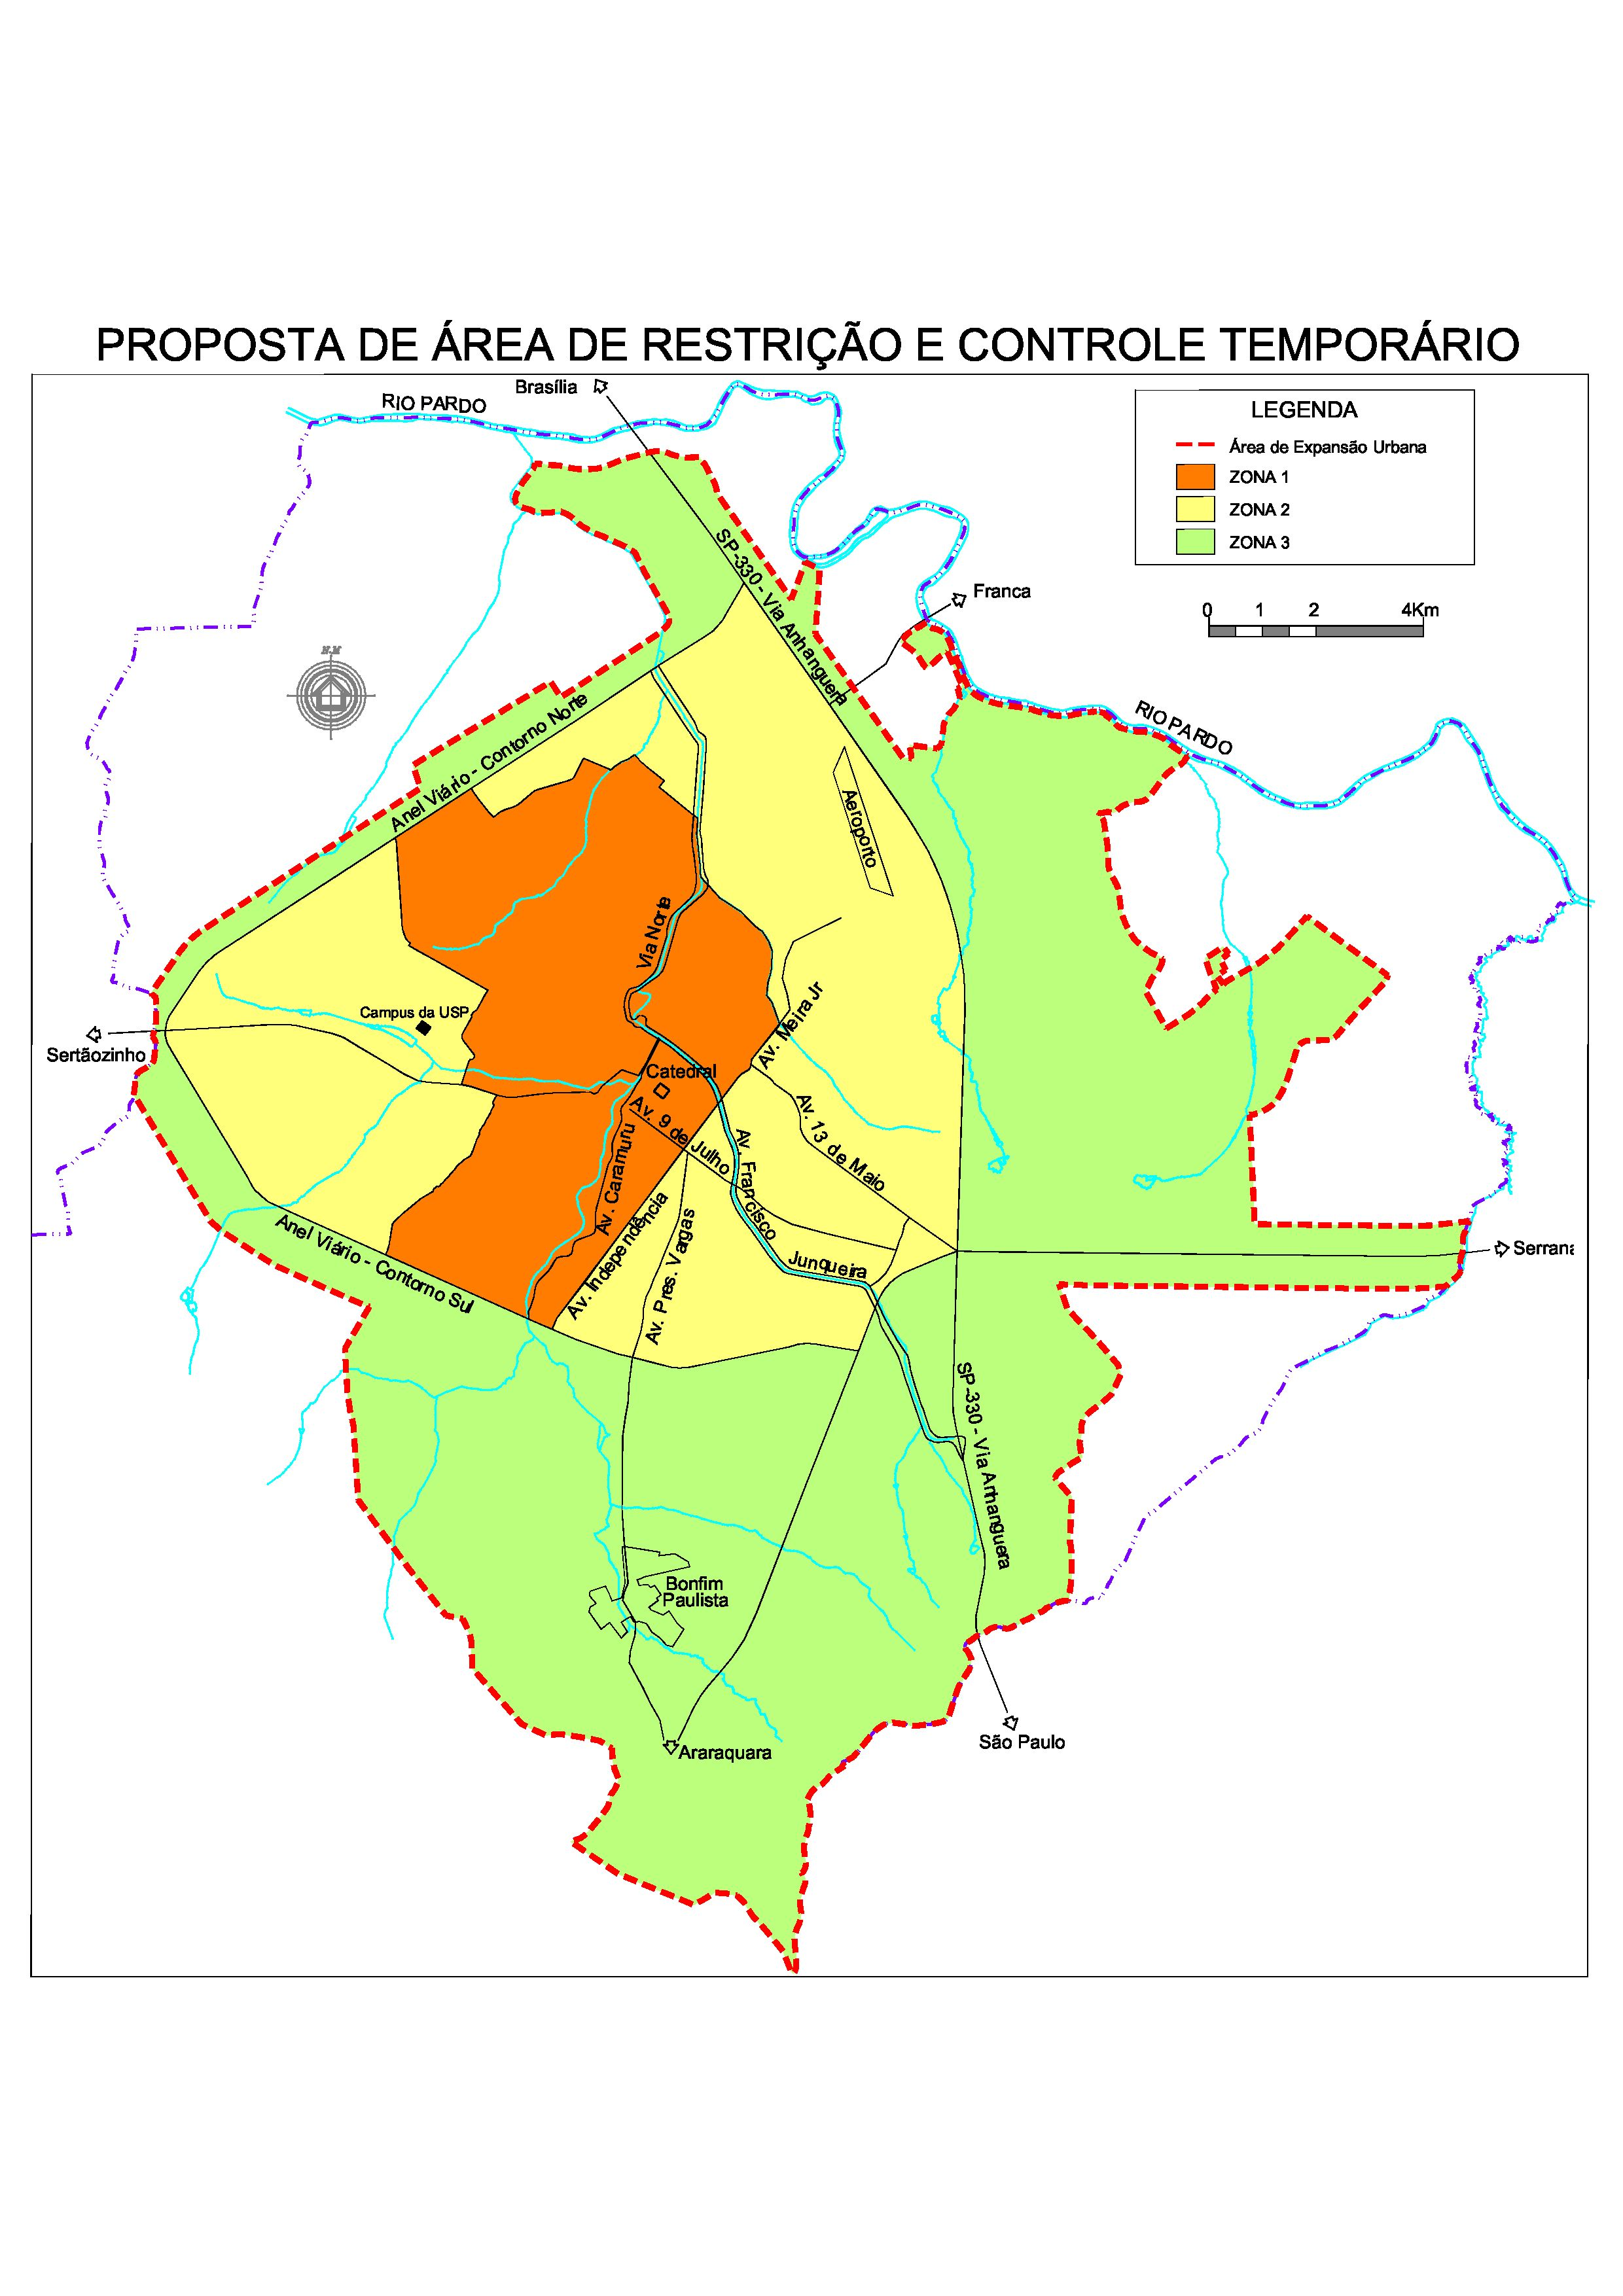 PROPOSTA DE ÁREA DE RESTRIÇÃO E CONTROLE TEMPORÁRIO
Brasília
RIO PARDO
LEGENDA
Área de Expansão Urbana
ZONA 1
ZONA 2
ZONA 3
SP-330 - Via Anhanguera
Franca
0 1 2 4Km
N.M
RIO PARDO
Anel Viário - Contorno Norte
Aeroporto
Via Norte
Campus da USP
Av. Meira Jr
Sertãozinho
Catedral
Av. 9 de Julho
Av. 13 de Maio
Av. Caramuru
Av. Francisco
Junqueira
Av. Independência
Av. Pres. Vargas
Anel Viário - Contorno Sul
Serrana
SP-330 - Via Anhanguera
Bonfim
Paulista
São Paulo
Araraquara